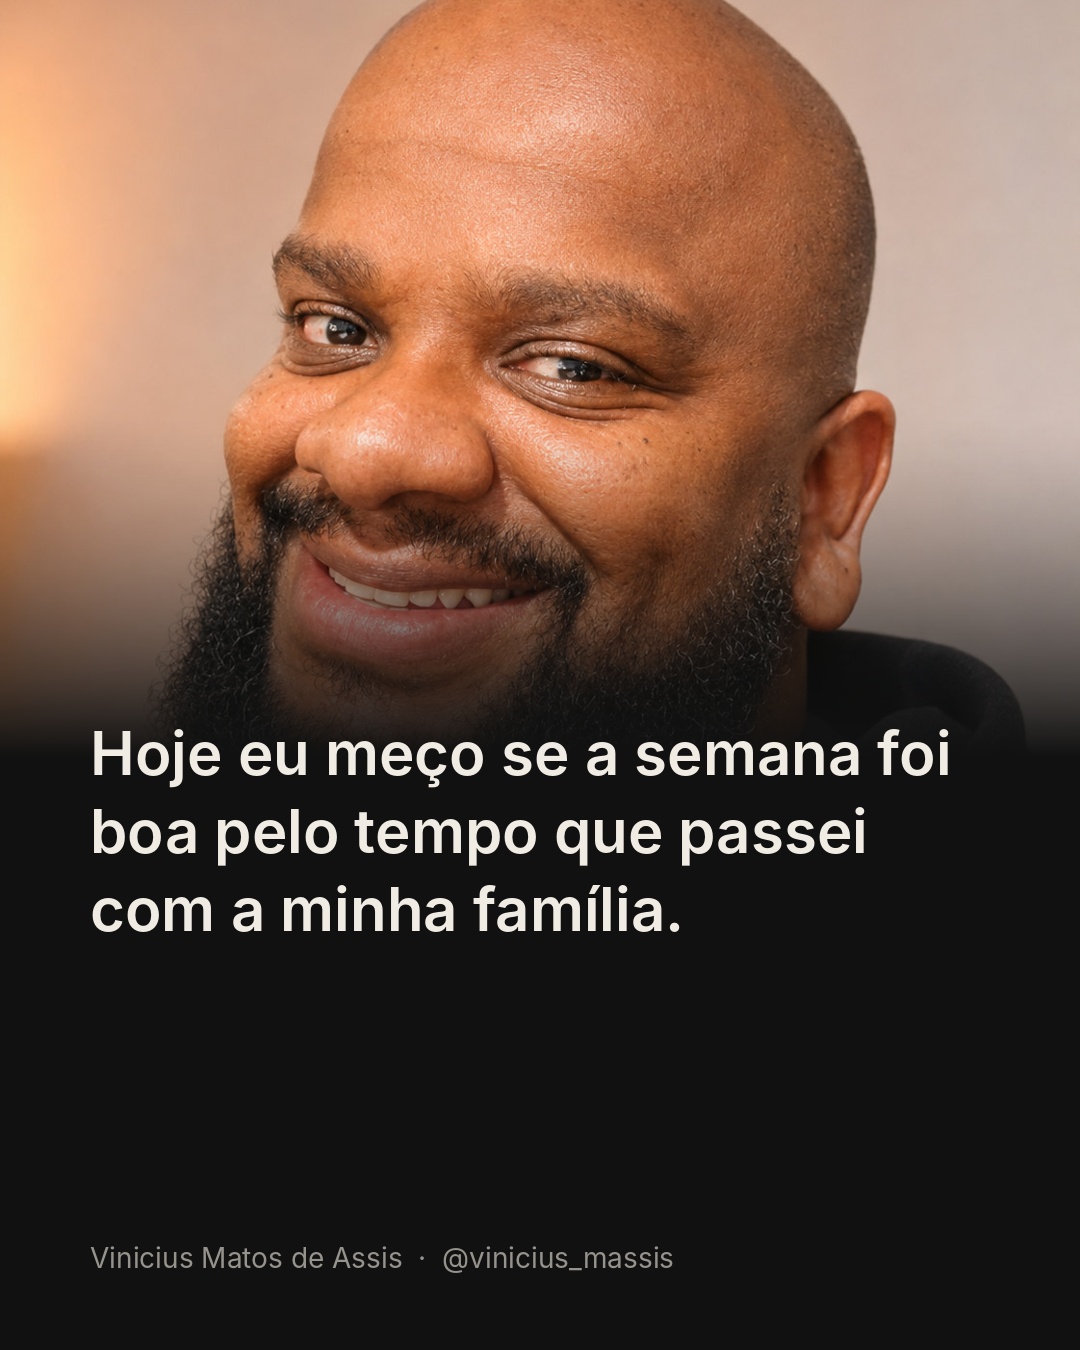 Hoje eu meço se a semana foi
boa pelo tempo que passei
com a minha família.
Vinicius Matos de Assis · @vinicius_massis